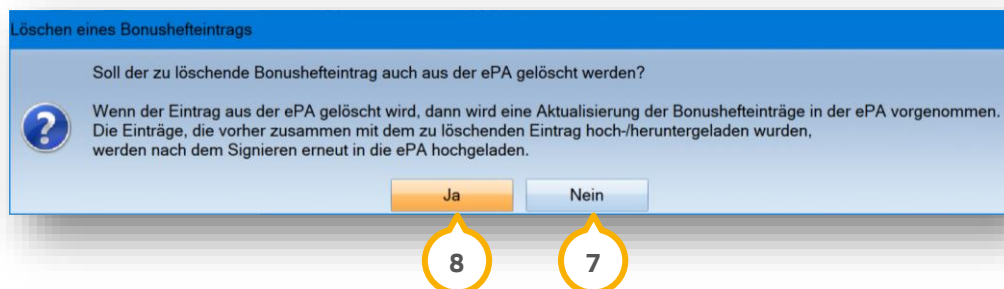 Löschen eines Bonushefteintrags
Soll der zu löschende Bonushefteintrag auch aus der ePA gelöscht werden?
Wenn der Eintrag aus der ePA gelöscht wird, dann wird eine Aktualisierung der Bonushefteinträge in der ePA vorgenommen.
Die Einträge, die vorher zusammen mit dem zu löschenden Eintrag hoch-/heruntergeladen wurden,
werden nach dem Signieren erneut in die ePA hochgeladen.
Ja Nein
8 7